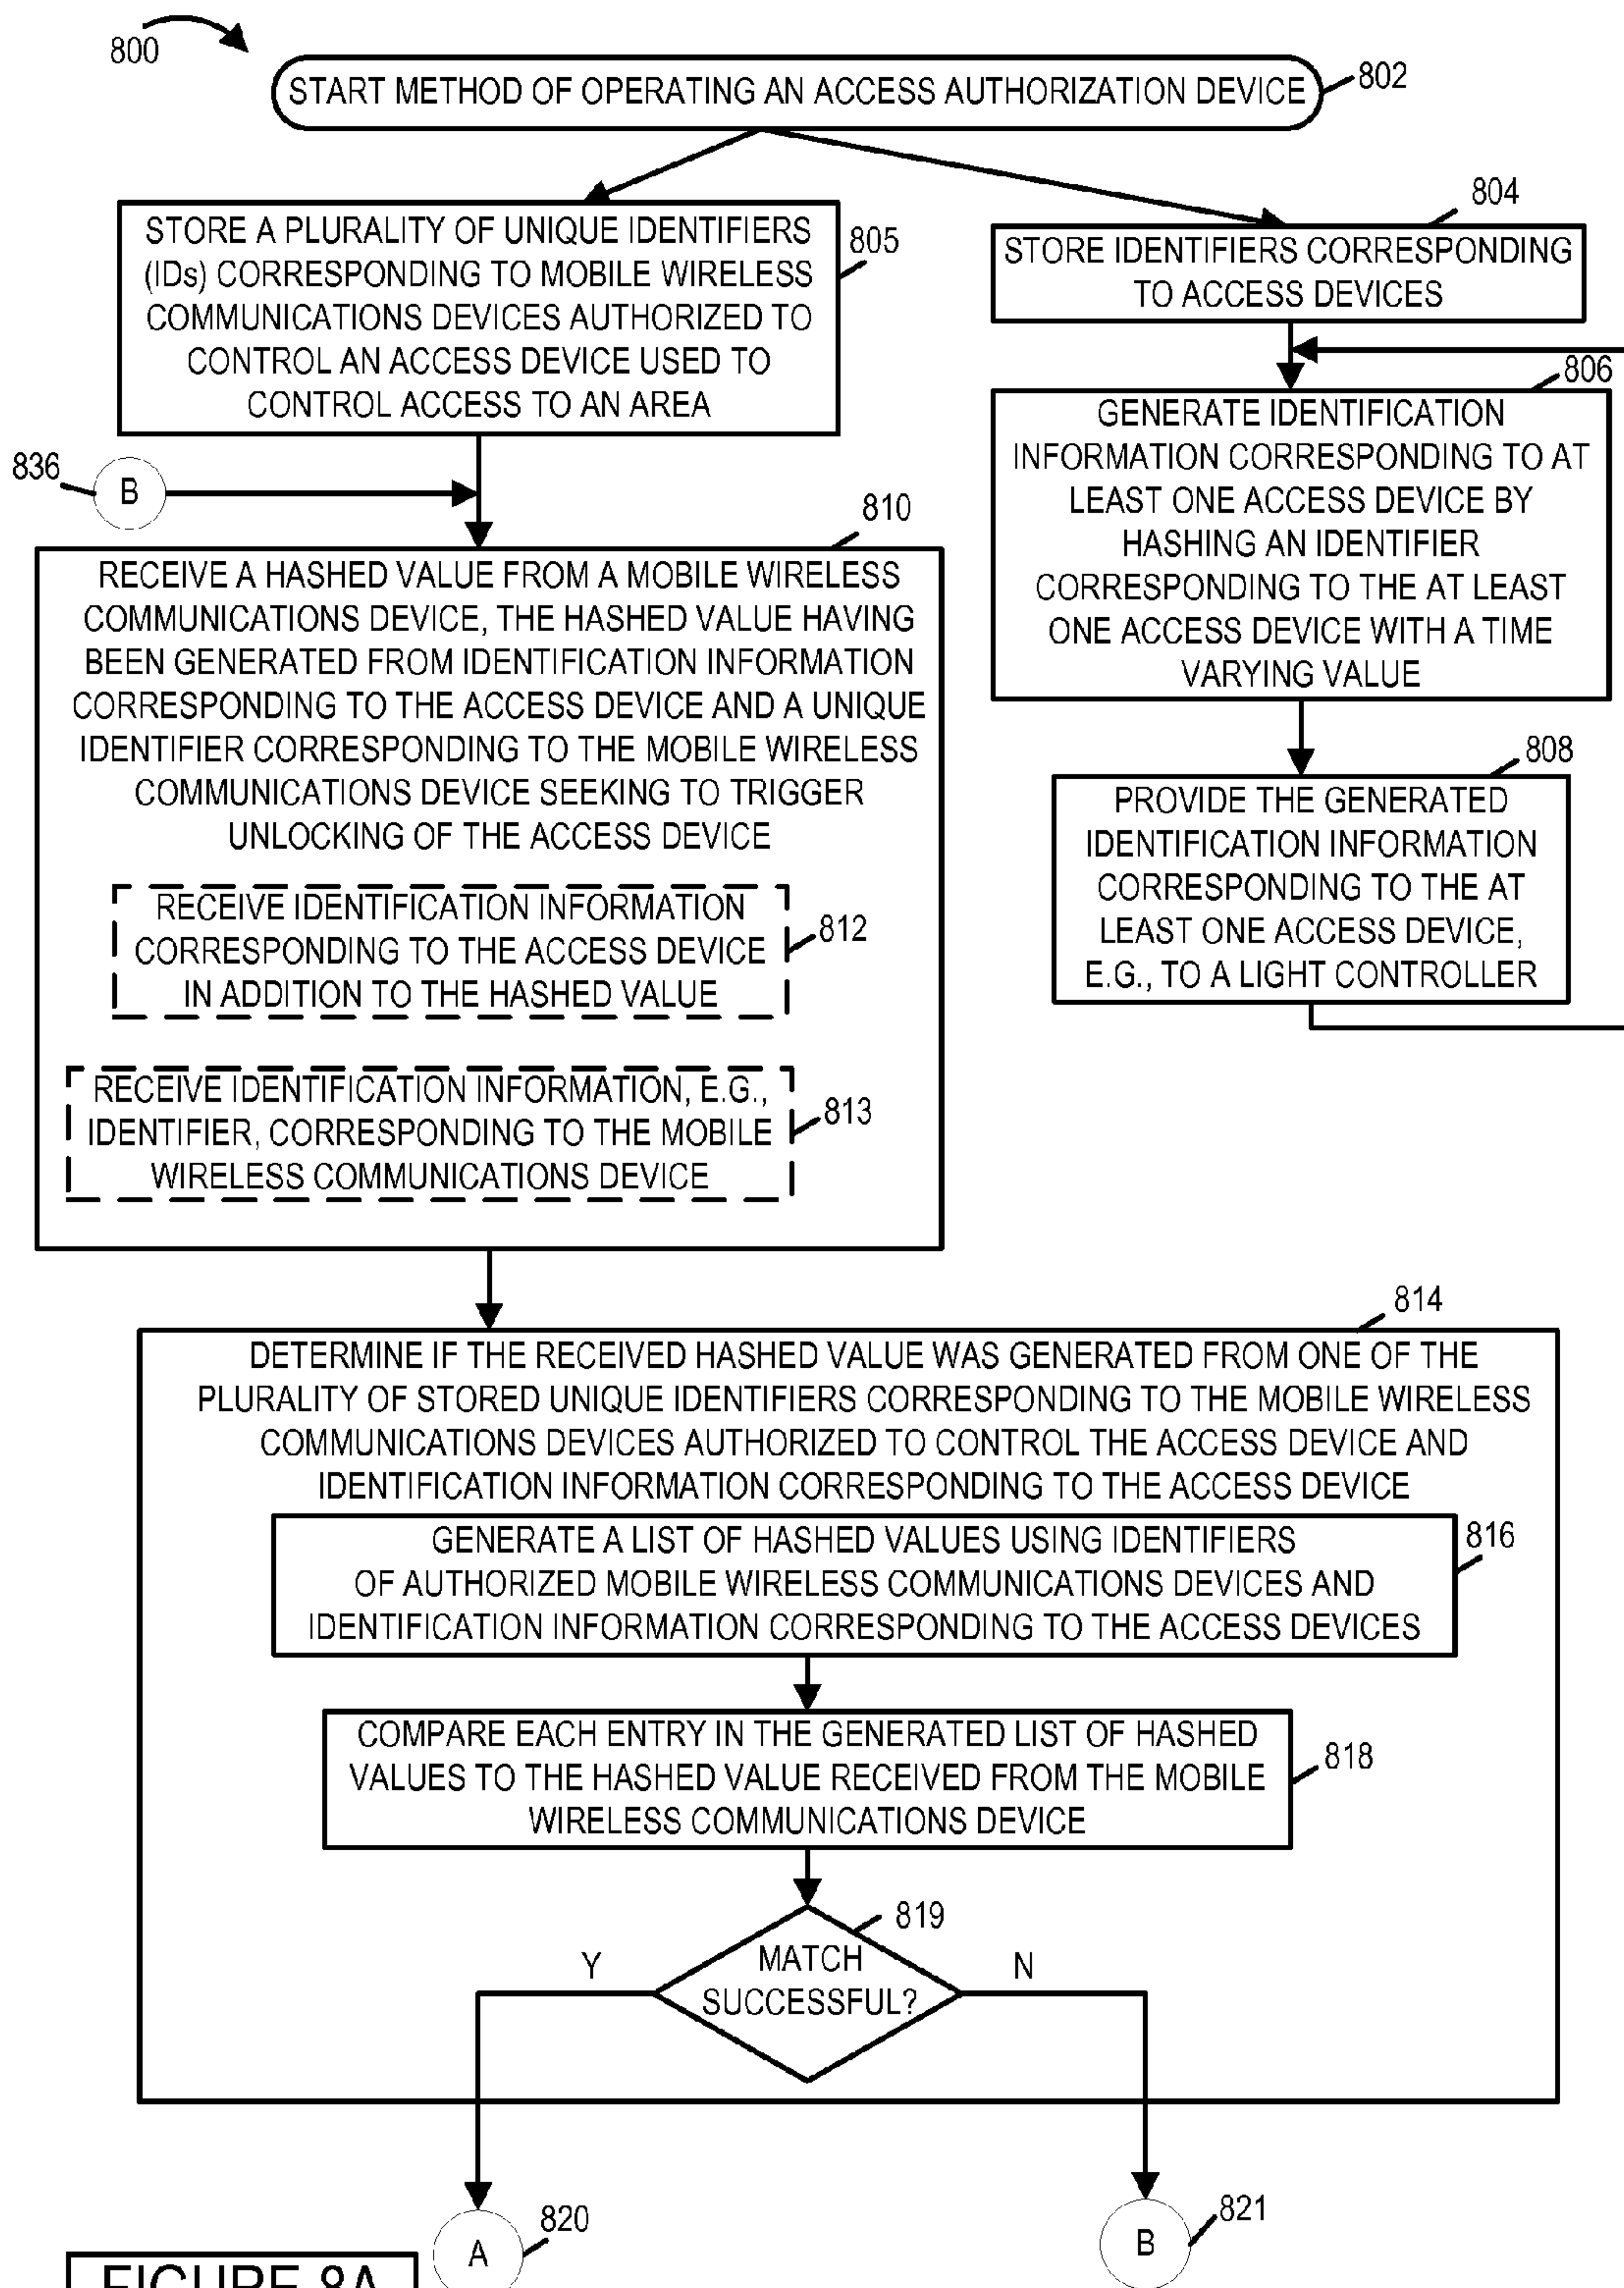 800
START METHOD OF OPERATING AN ACCESS AUTHORIZATION DEVICE
802
STORE A PLURALITY OF UNIQUE IDENTIFIERS
(IDs) CORRESPONDING TO MOBILE WIRELESS
COMMUNICATIONS DEVICES AUTHORIZED TO
CONTROL AN ACCESS DEVICE USED TO
CONTROL ACCESS TO AN AREA
805
804
STORE IDENTIFIERS CORRESPONDING
TO ACCESS DEVICES
806
GENERATE IDENTIFICATION
INFORMATION CORRESPONDING TO AT
LEAST ONE ACCESS DEVICE BY
HASHING AN IDENTIFIER
CORRESPONDING TO THE AT LEAST
ONE ACCESS DEVICE WITH A TIME
VARYING VALUE
808
PROVIDE THE GENERATED
IDENTIFICATION INFORMATION
CORRESPONDING TO THE AT
LEAST ONE ACCESS DEVICE,
E.G., TO A LIGHT CONTROLLER
836
B
810
RECEIVE A HASHED VALUE FROM A MOBILE WIRELESS
COMMUNICATIONS DEVICE, THE HASHED VALUE HAVING
BEEN GENERATED FROM IDENTIFICATION INFORMATION
CORRESPONDING TO THE ACCESS DEVICE AND A UNIQUE
IDENTIFIER CORRESPONDING TO THE MOBILE WIRELESS
COMMUNICATIONS DEVICE SEEKING TO TRIGGER
UNLOCKING OF THE ACCESS DEVICE
RECEIVE IDENTIFICATION INFORMATION
CORRESPONDING TO THE ACCESS DEVICE
IN ADDITION TO THE HASHED VALUE
812
RECEIVE IDENTIFICATION INFORMATION, E.G.,
IDENTIFIER, CORRESPONDING TO THE MOBILE
WIRELESS COMMUNICATIONS DEVICE
813
814
DETERMINE IF THE RECEIVED HASHED VALUE WAS GENERATED FROM ONE OF THE
PLURALITY OF STORED UNIQUE IDENTIFIERS CORRESPONDING TO THE MOBILE WIRELESS
COMMUNICATIONS DEVICES AUTHORIZED TO CONTROL THE ACCESS DEVICE AND
IDENTIFICATION INFORMATION CORRESPONDING TO THE ACCESS DEVICE
GENERATE A LIST OF HASHED VALUES USING IDENTIFIERS
OF AUTHORIZED MOBILE WIRELESS COMMUNICATIONS DEVICES AND
IDENTIFICATION INFORMATION CORRESPONDING TO THE ACCESS DEVICES
816
COMPARE EACH ENTRY IN THE GENERATED LIST OF HASHED
VALUES TO THE HASHED VALUE RECEIVED FROM THE MOBILE
WIRELESS COMMUNICATIONS DEVICE
818
819
MATCH
SUCCESSFUL?
Y
N
A
820
B
821
FIGURE 8A